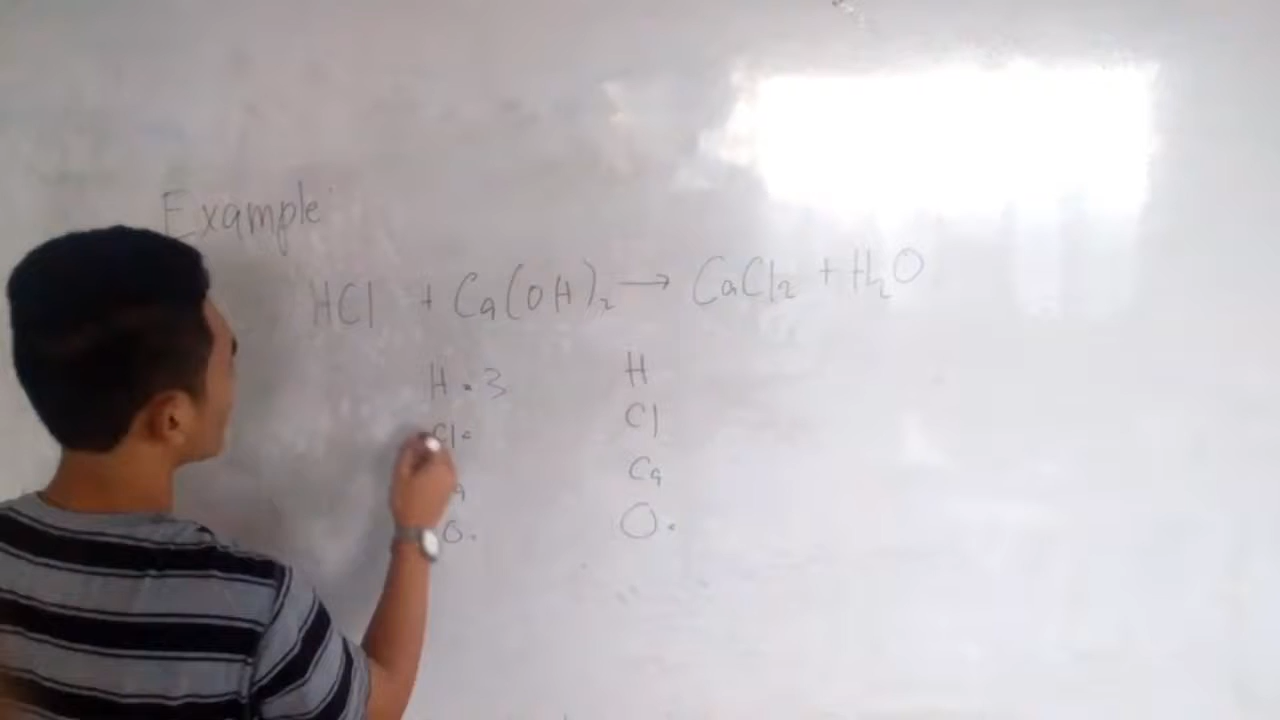 Example
HCl + Ca(OH)₂ → CaCl₂ + H₂O
H • 3 H
Cl • Cl
a Ca
O • O •